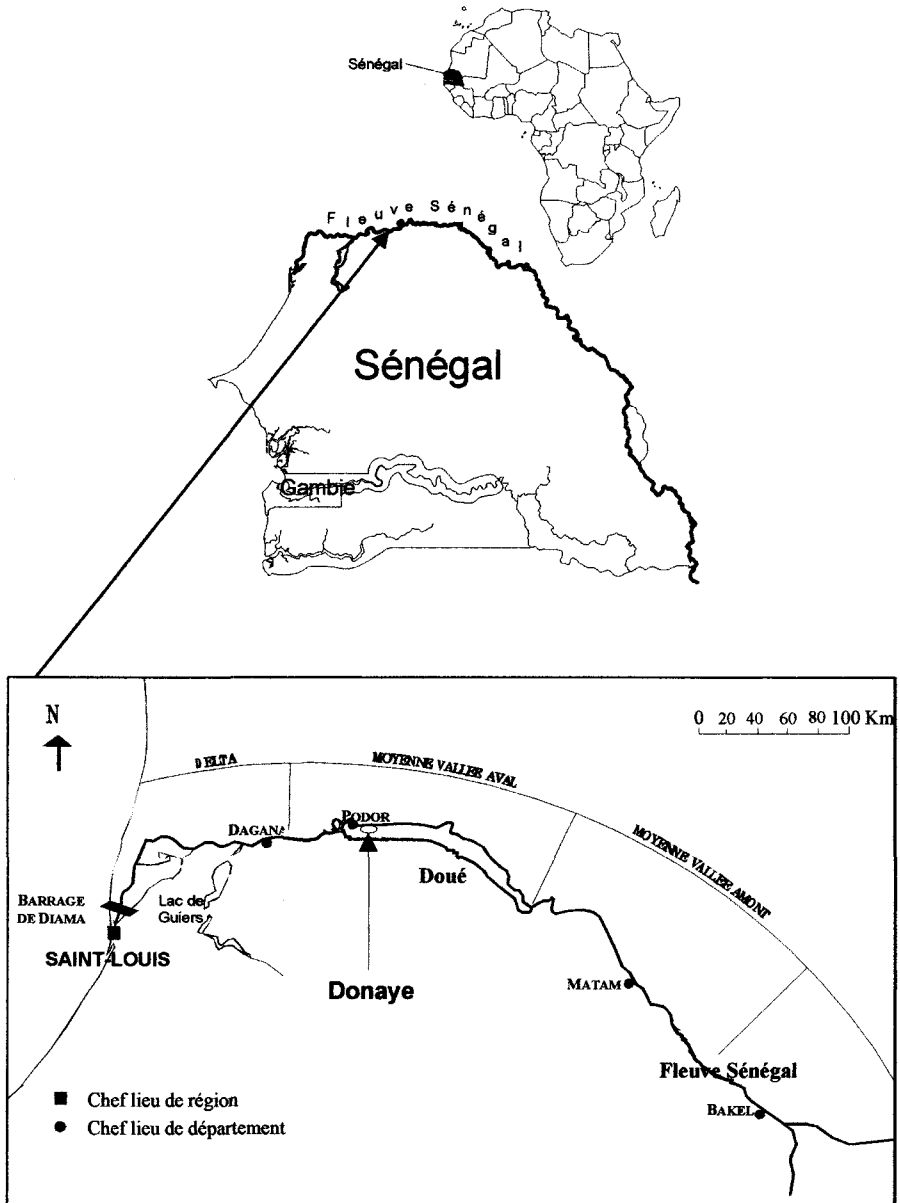 Sénégal
Fleuve Sénégal
Sénégal
Gambie
N
0 20 40 60 80 100 Km
DELTA
MOYENNE VALLEE AVAL
MOYENNE VALLEE AMONT
PODOR
DAGANA
Doué
BARRAGE
DE DIAMA
Lac de
Guiers
SAINT-LOUIS
Donaye
MATAM
Fleuve Sénégal
BAKEL
Chef lieu de région
Chef lieu de département